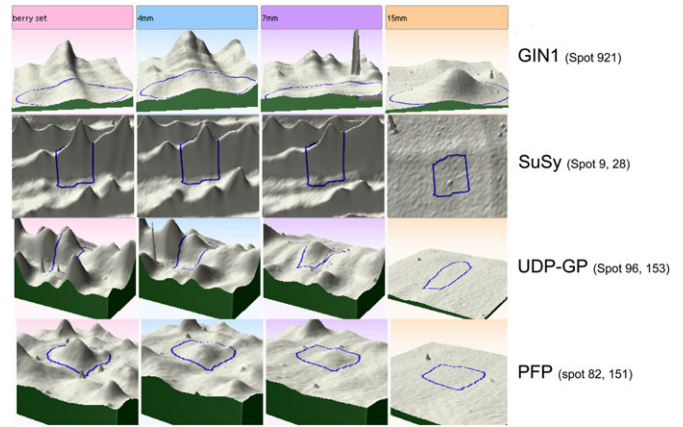 berry set
4mm
7mm
15mm
GIN1 (Spot 921)
SuSy (Spot 9, 28)
UDP-GP (Spot 96, 153)
PFP (spot 82, 151)